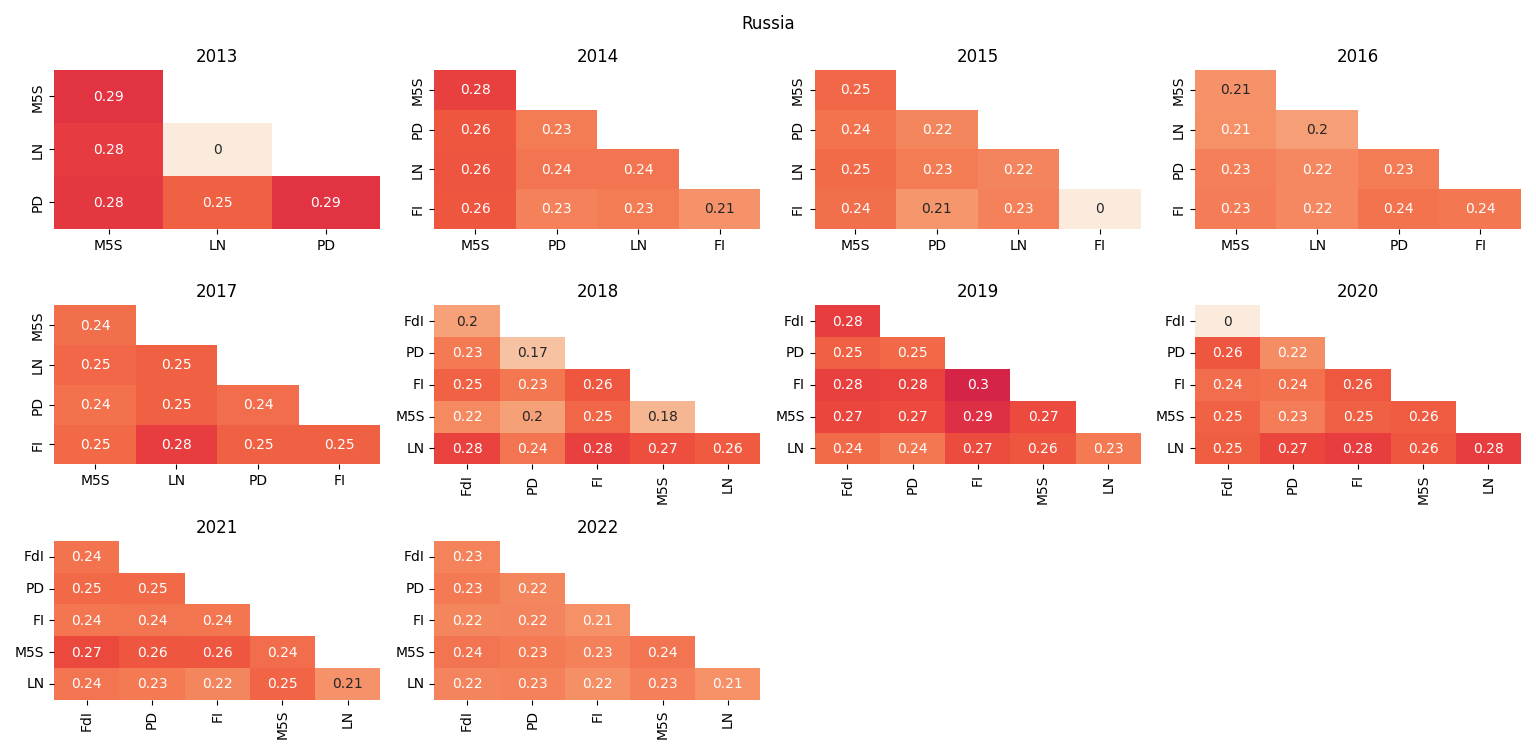 Russia
2013
M5S 0.29
LN 0.28 0
PD 0.28 0.25 0.29
M5S LN PD
2014
M5S 0.28
PD 0.26 0.23
LN 0.26 0.24 0.24
FI 0.26 0.23 0.23 0.21
M5S PD LN FI
2015
M5S 0.25
PD 0.24 0.22
LN 0.25 0.23 0.22
FI 0.24 0.21 0.23 0
M5S PD LN FI
2016
M5S 0.21
LN 0.21 0.2
PD 0.23 0.22 0.23
FI 0.23 0.22 0.24 0.24
M5S LN PD FI
2017
M5S 0.24
LN 0.25 0.25
PD 0.24 0.25 0.24
FI 0.25 0.28 0.25 0.25
M5S LN PD FI
2018
FdI 0.2
PD 0.23 0.17
FI 0.25 0.23 0.26
M5S 0.22 0.2 0.25 0.18
LN 0.28 0.24 0.28 0.27 0.26
FdI PD FI M5S LN
2019
FdI 0.28
PD 0.25 0.25
FI 0.28 0.28 0.3
M5S 0.27 0.27 0.29 0.27
LN 0.24 0.24 0.27 0.26 0.23
FdI PD FI M5S LN
2020
FdI 0
PD 0.26 0.22
FI 0.24 0.24 0.26
M5S 0.25 0.23 0.25 0.26
LN 0.25 0.27 0.28 0.26 0.28
FdI PD FI M5S LN
2021
FdI 0.24
PD 0.25 0.25
FI 0.24 0.24 0.24
M5S 0.27 0.26 0.26 0.24
LN 0.24 0.23 0.22 0.25 0.21
FdI PD FI M5S LN
2022
FdI 0.23
PD 0.23 0.22
FI 0.22 0.22 0.21
M5S 0.24 0.23 0.23 0.24
LN 0.22 0.23 0.22 0.23 0.21
FdI PD FI M5S LN